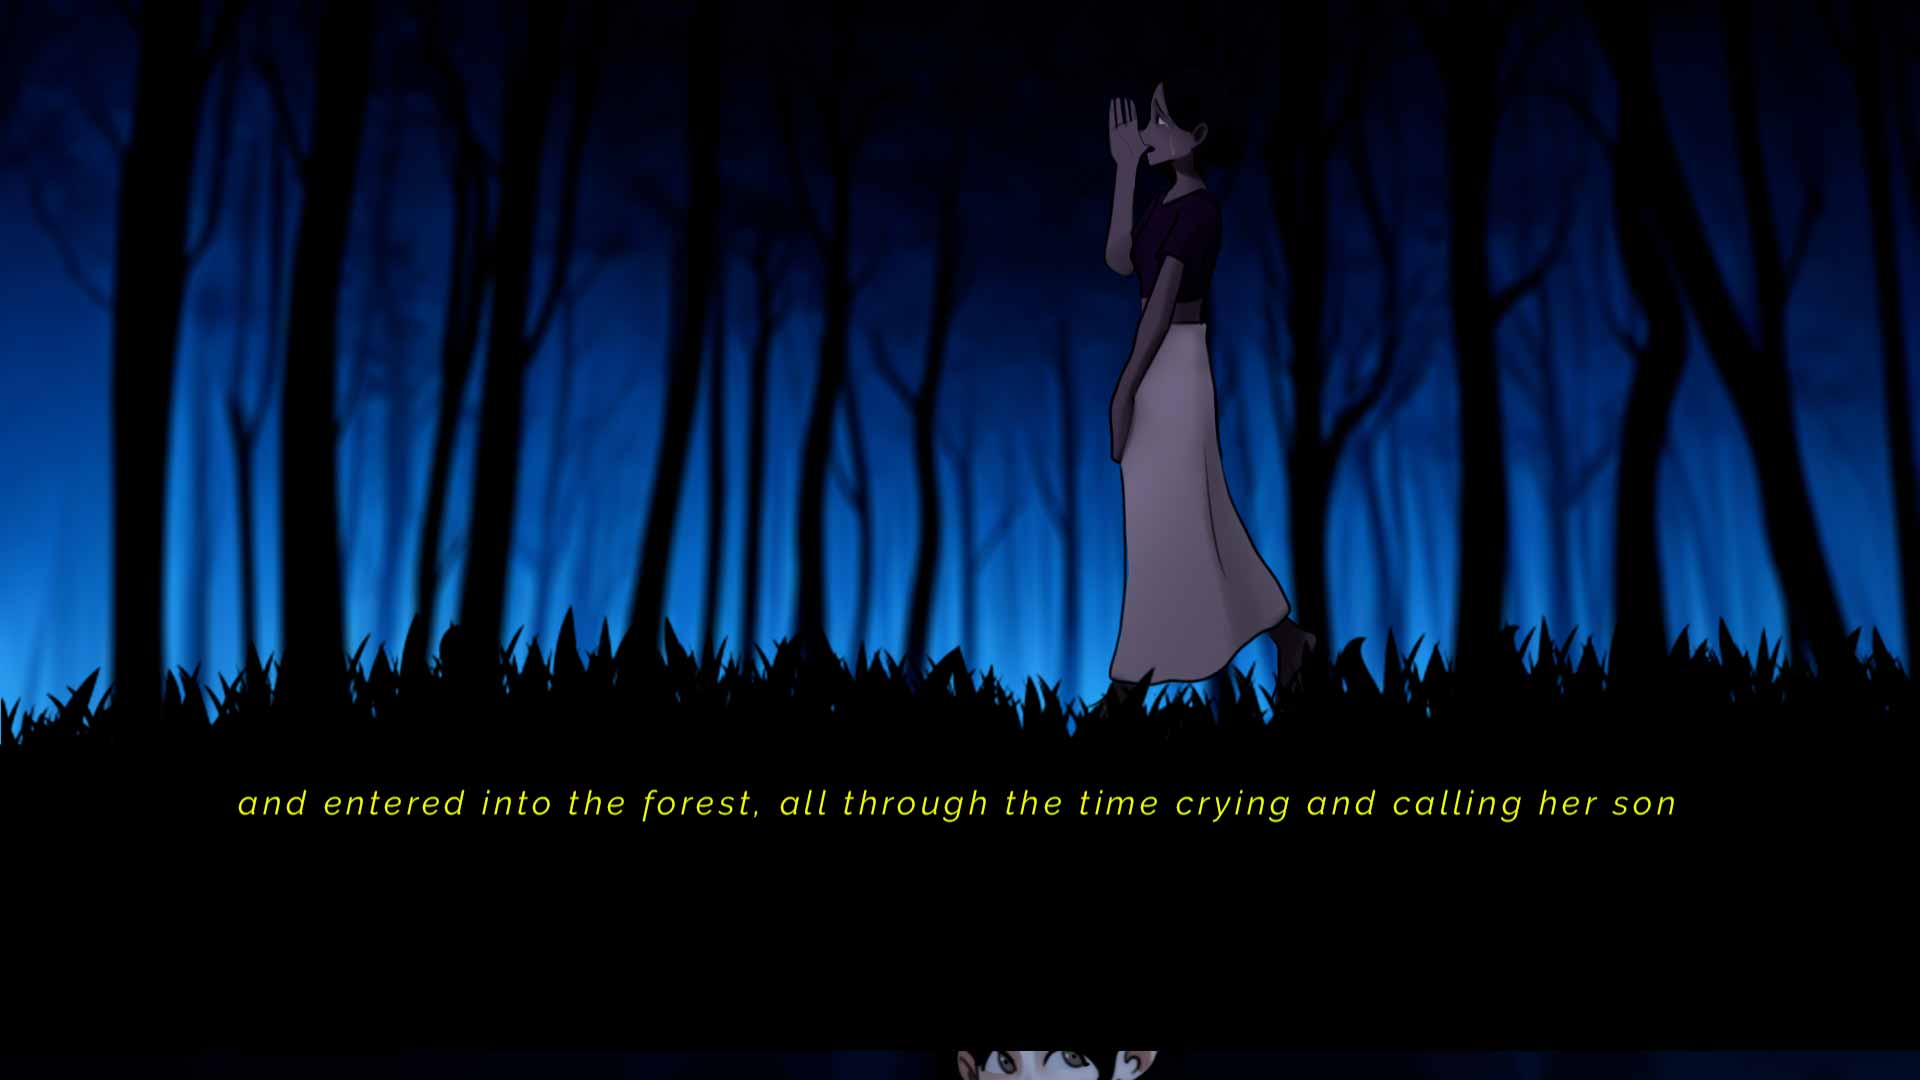 and entered into the forest, all through the time crying and calling her son